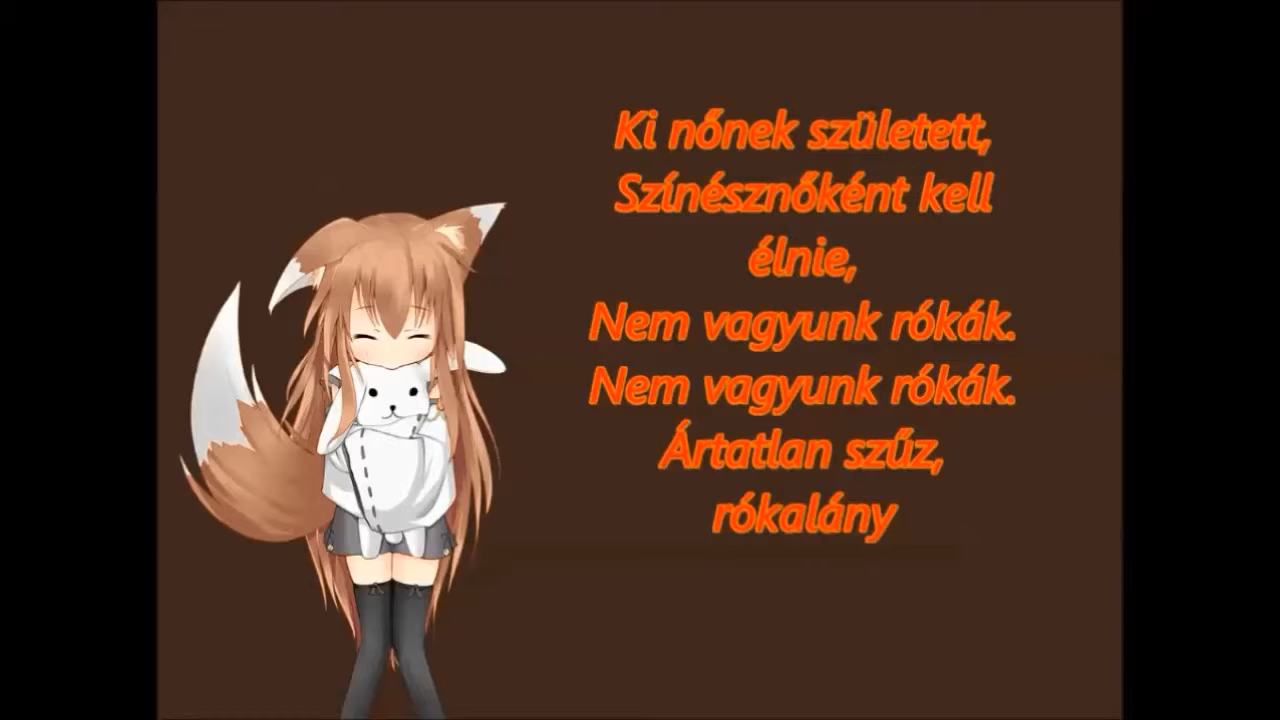 Ki nőnek született,
Színésznőként kell
élnie,
Nem vagyunk rókák.
Nem vagyunk rókák.
Ártatlan szűz,
rókalány